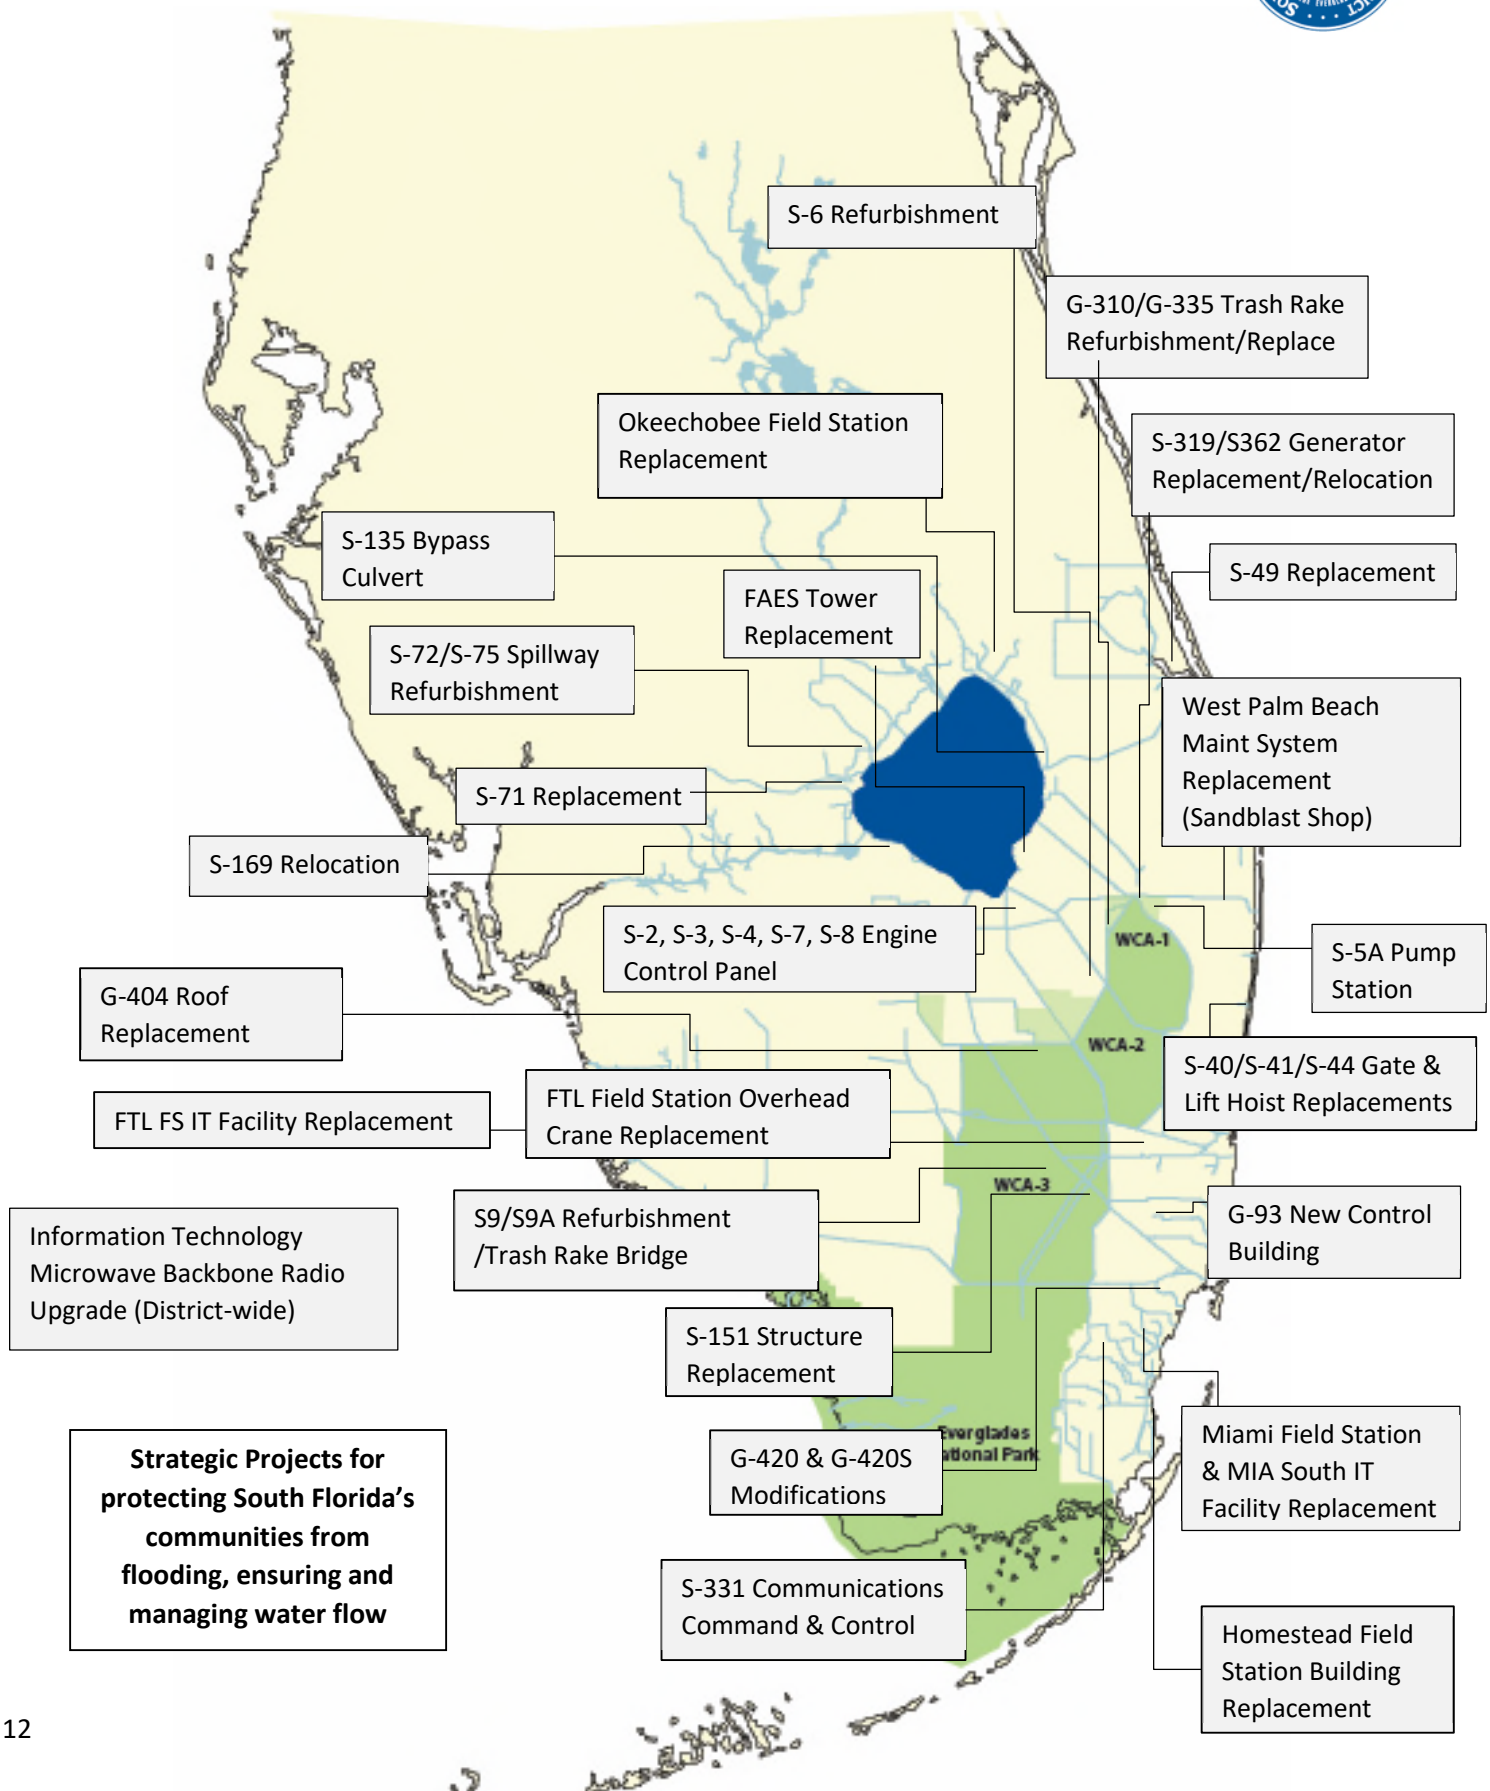 S-6 Refurbishment
G-310/G-335 Trash Rake
Refurbishment/Replace
Okeechobee Field Station
Replacement
S-319/S362 Generator
Replacement/Relocation
S-135 Bypass
Culvert
S-49 Replacement
FAES Tower
Replacement
S-72/S-75 Spillway
Refurbishment
West Palm Beach
Maint System
Replacement
(Sandblast Shop)
S-71 Replacement
S-169 Relocation
S-2, S-3, S-4, S-7, S-8 Engine
Control Panel
WCA-1
S-5A Pump
Station
G-404 Roof
Replacement
WCA-2
S-40/S-41/S-44 Gate &
Lift Hoist Replacements
FTL FS IT Facility Replacement
FTL Field Station Overhead
Crane Replacement
WCA-3
S9/S9A Refurbishment
/Trash Rake Bridge
G-93 New Control
Building
Information Technology
Microwave Backbone Radio
Upgrade (District-wide)
S-151 Structure
Replacement
Everglades
ational Park
G-420 & G-420S
Modifications
Miami Field Station
& MIA South IT
Facility Replacement
Strategic Projects for
protecting South Florida's
communities from
flooding, ensuring and
managing water flow
S-331 Communications
Command & Control
Homestead Field
Station Building
Replacement
12